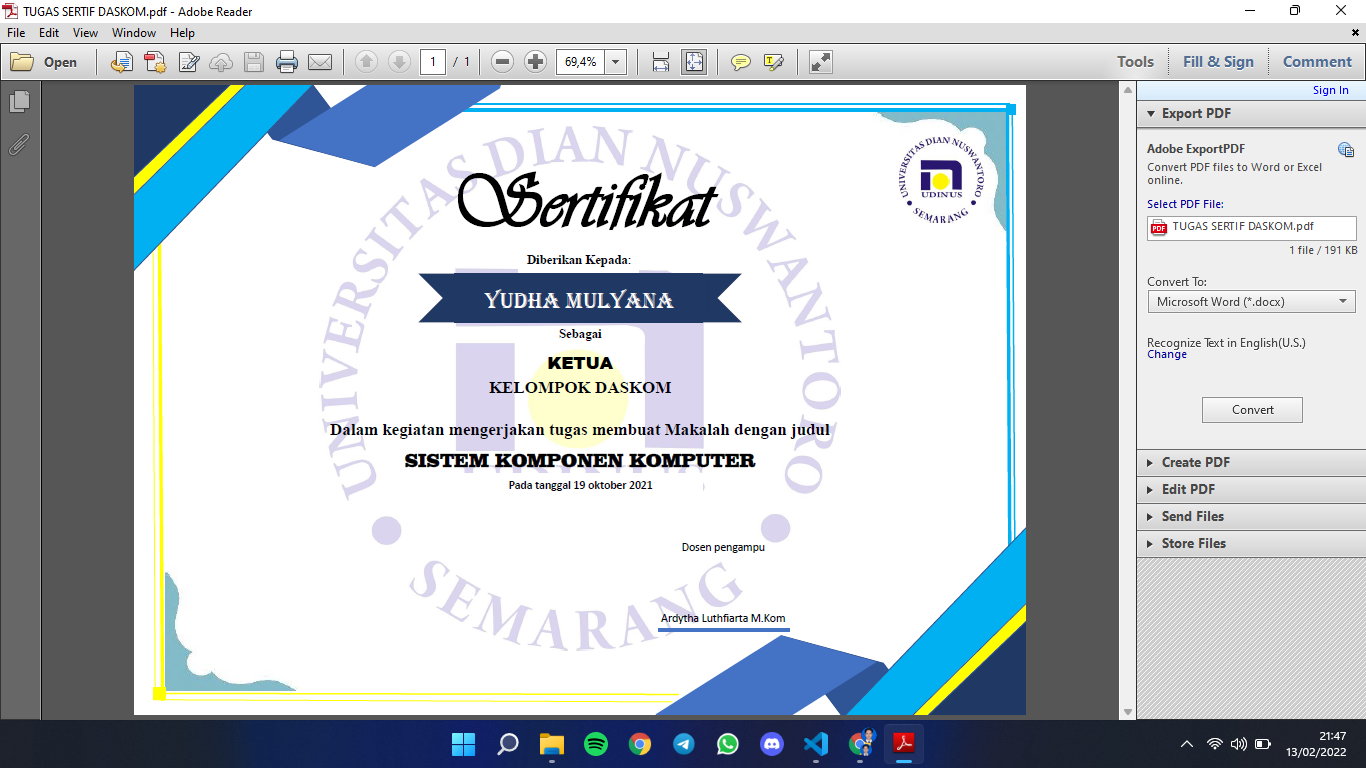 TUGAS SERTIF DASKOM.pdf - Adobe Reader
File Edit View Window Help
Open 1 / 1 69,4% Tools Fill & Sign Comment
Sign In
Export PDF
Adobe ExportPDF
Convert PDF files to Word or Excel
online.
Select PDF File:
TUGAS SERTIF DASKOM.pdf
1 file / 191 KB
Convert To:
Microsoft Word (*.docx)
Recognize Text in English(U.S.)
Change
Convert
Create PDF
Edit PDF
Send Files
Store Files
UNIVERSITAS DIAN NUSWANTORO
SEMARANG
UNIVERSITAS DIAN NUSWANTORO
UDINUS
SEMARANG
Sertifikat
Diberikan Kepada:
YUDHA MULYANA
Sebagai
KETUA
KELOMPOK DASKOM
Dalam kegiatan mengerjakan tugas membuat Makalah dengan judul
SISTEM KOMPONEN KOMPUTER
Pada tanggal 19 oktober 2021
Dosen pengampu
Ardytha Luthfiarta M.Kom
21:47
13/02/2022